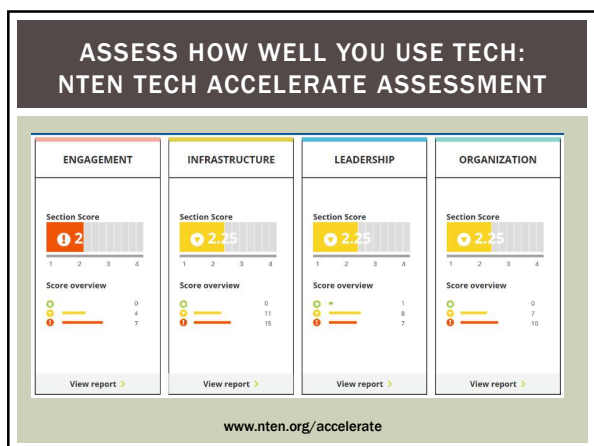 ASSESS HOW WELL YOU USE TECH:
NTEN TECH ACCELERATE ASSESSMENT
ENGAGEMENT
Section Score
2
1 2 3 4
Score overview
0
4
7
View report
INFRASTRUCTURE
Section Score
2.25
1 2 3 4
Score overview
0
11
15
View report
LEADERSHIP
Section Score
2.25
1 2 3 4
Score overview
1
8
7
View report
ORGANIZATION
Section Score
2.25
1 2 3 4
Score overview
0
7
10
View report
www.nten.org/accelerate